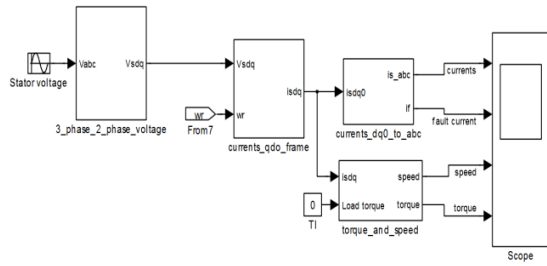 Stator voltage
Vabc
Vsdq
3_phase_2_phase_voltage
Vsdq
wr
isdq
wr
From7
currents_qdo_frame
isdq0
is_abc
if
currents_dq0_to_abc
currents
fault current
speed
torque
isdq
Load torque
speed
torque
0
Tl
torque_and_speed
Scope